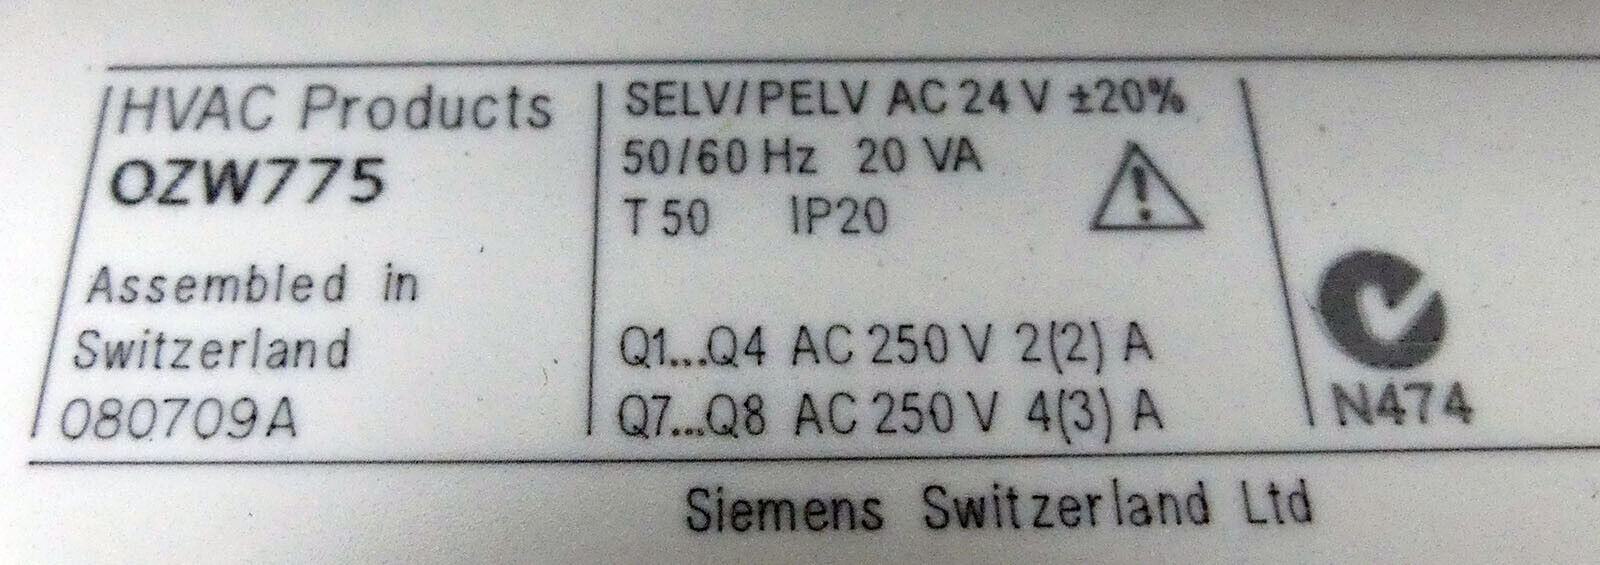 HVAC Products
OZW775
Assembled in
Switzerland
080709A
SELV/PELV AC 24 V ±20%
50/60 Hz 20 VA
T 50 IP20
Q1...Q4 AC 250 V 2(2) A
Q7...Q8 AC 250 V 4(3) A
N474
Siemens Switzerland Ltd